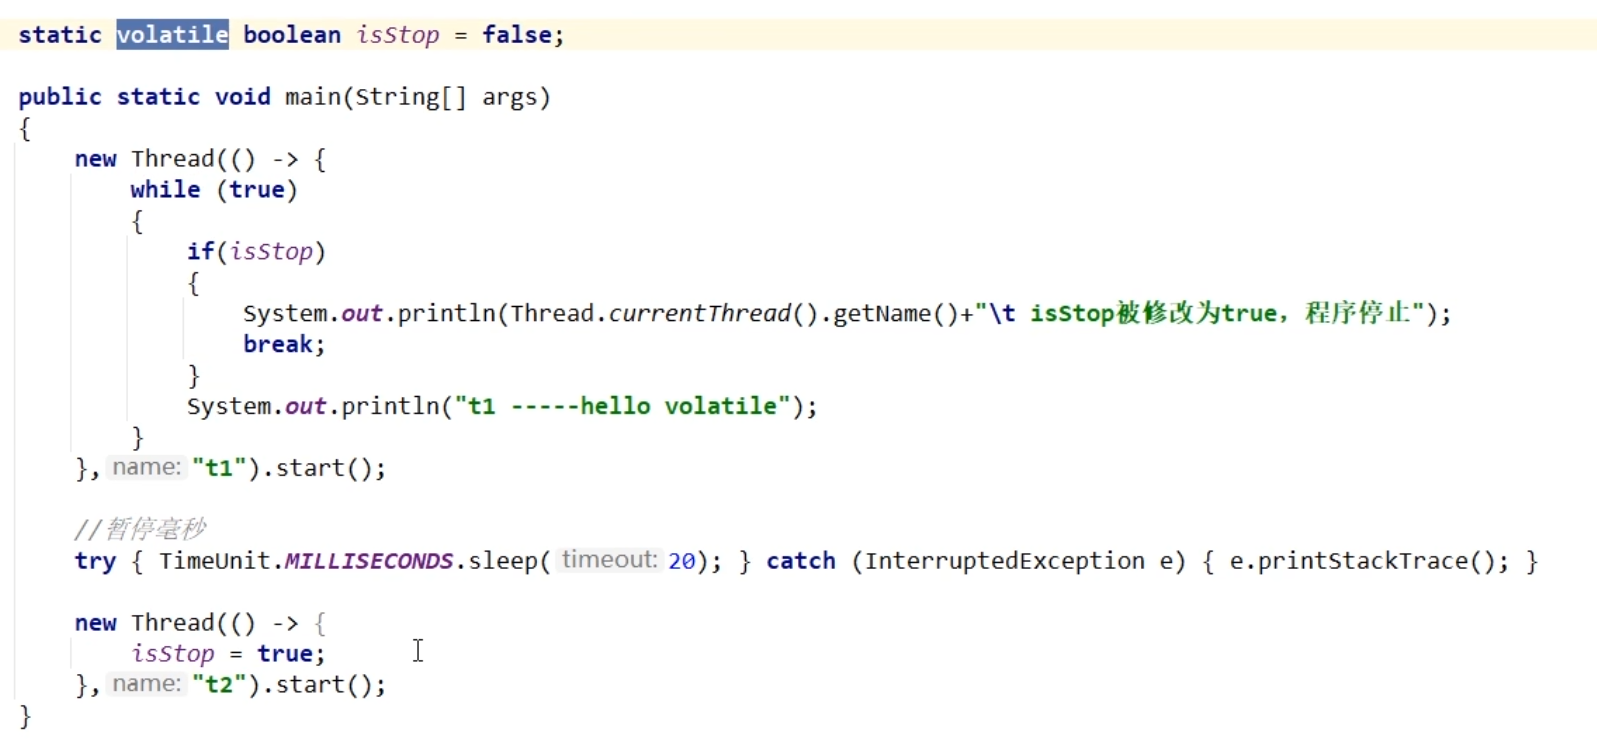 static volatile boolean isStop = false;
public static void main(String[] args)
{
new Thread(() -> {
while (true)
{
if(isStop)
{
System.out.println(Thread.currentThread().getName()+"\t isStop被修改为true，程序停止");
break;
}
System.out.println("t1 -----hello volatile");
}
}, name: "t1").start();
//暂停毫秒
try { TimeUnit.MILLISECONDS.sleep( timeout: 20); } catch (InterruptedException e) { e.printStackTrace(); }
new Thread(() -> {
isStop = true;
}, name: "t2").start();
}